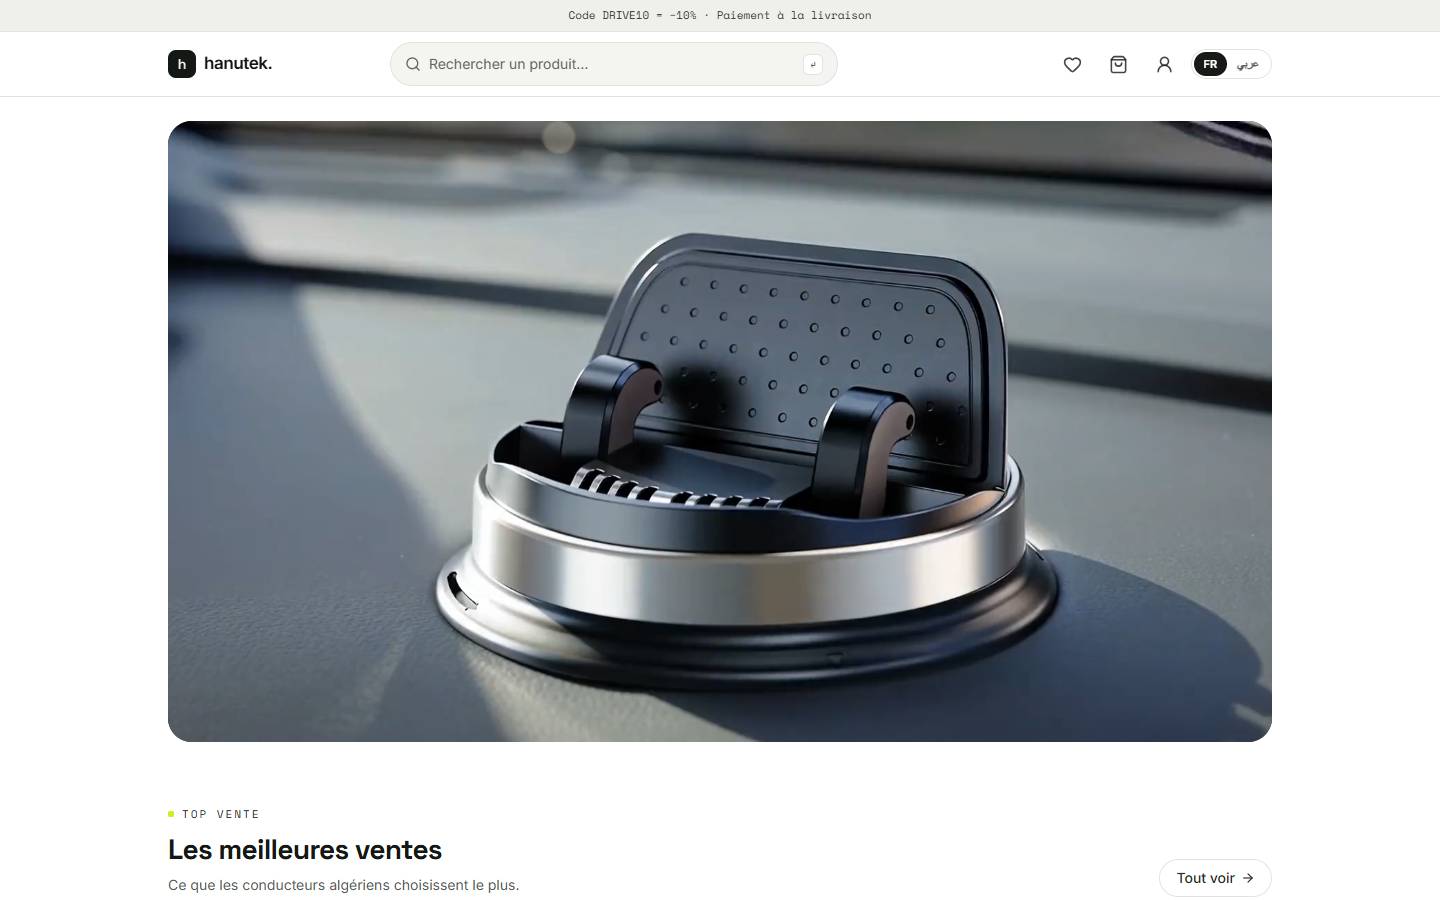 Code DRIVE10 = -10% · Paiement à la livraison
h hanutek.
Rechercher un produit...
FR عربي
TOP VENTE
Les meilleures ventes
Ce que les conducteurs algériens choisissent le plus.
Tout voir →